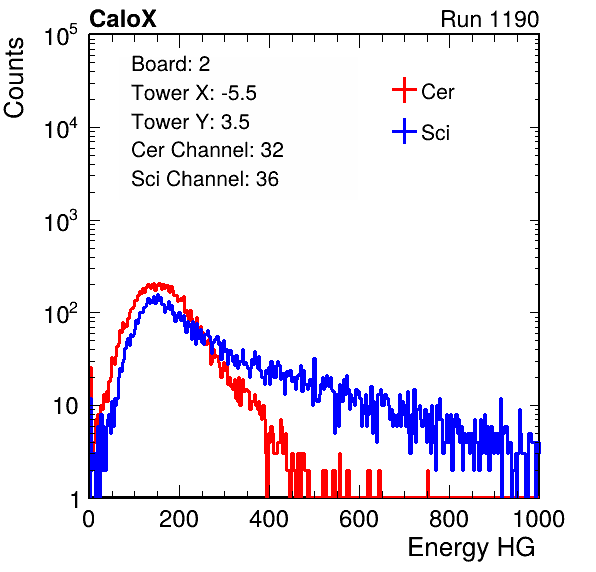 CaloX Run 1190
Counts
Board: 2
Tower X: -5.5
Tower Y: 3.5
Cer Channel: 32
Sci Channel: 36
Cer
Sci
10^5
10^4
10^3
10^2
10
1
0 200 400 600 800 1000
Energy HG